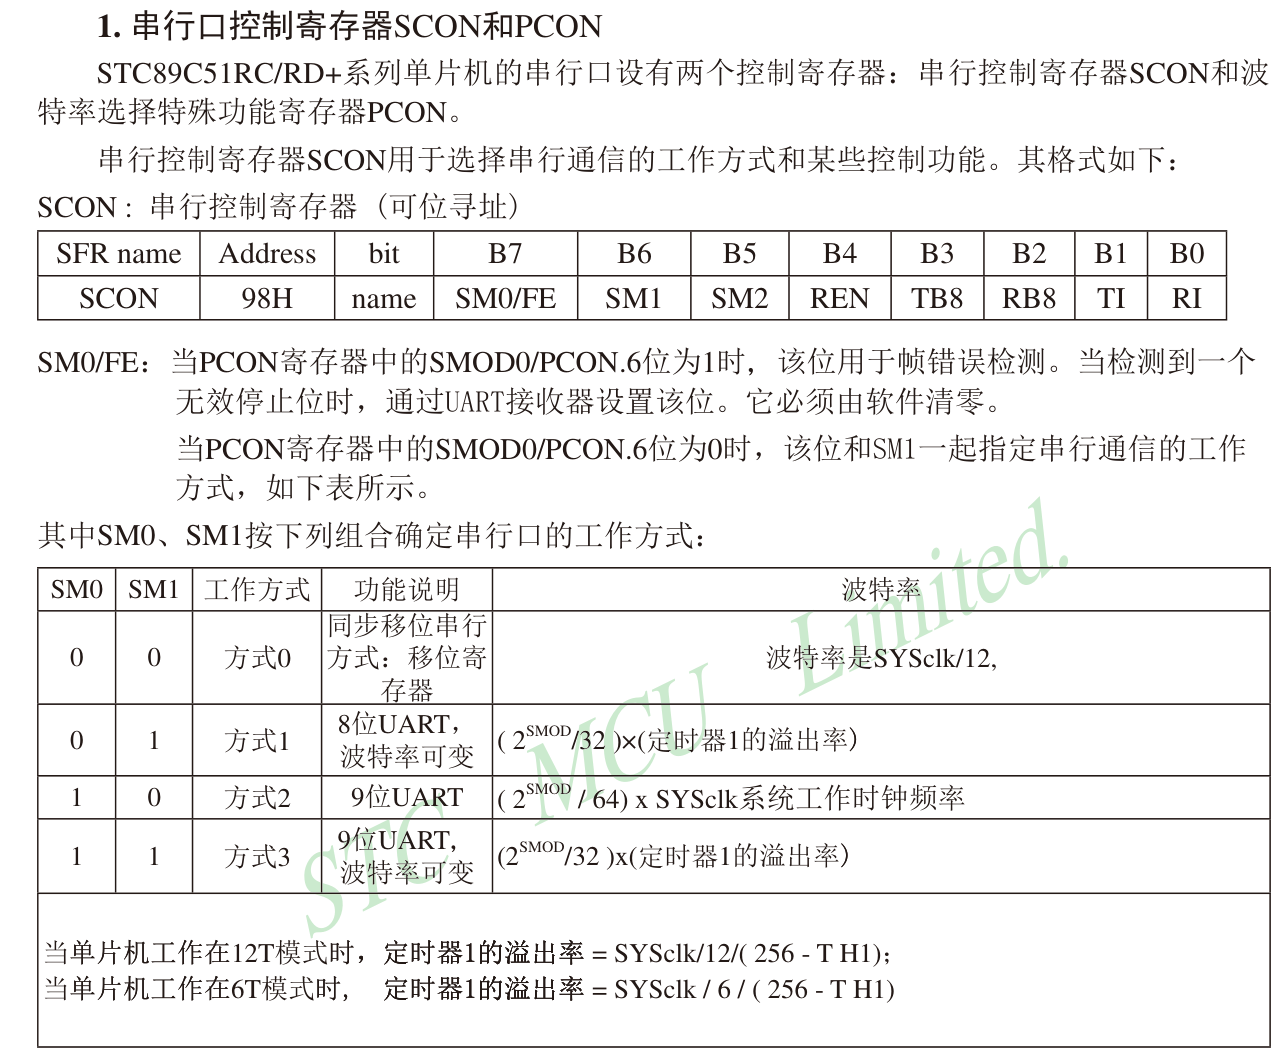 1. 串行口控制寄存器SCON和PCON
STC89C51RC/RD+系列单片机的串行口设有两个控制寄存器：串行控制寄存器SCON和波
特率选择特殊功能寄存器PCON。
串行控制寄存器SCON用于选择串行通信的工作方式和某些控制功能。其格式如下：
SCON : 串行控制寄存器 (可位寻址)
SFR name Address bit B7 B6 B5 B4 B3 B2 B1 B0
SCON 98H name SM0/FE SM1 SM2 REN TB8 RB8 TI RI
SM0/FE：当PCON寄存器中的SMOD0/PCON.6位为1时, 该位用于帧错误检测。当检测到一个
无效停止位时，通过UART接收器设置该位。它必须由软件清零。
当PCON寄存器中的SMOD0/PCON.6位为0时，该位和SM1一起指定串行通信的工作
方式，如下表所示。
其中SM0、SM1按下列组合确定串行口的工作方式：
SM0 SM1 工作方式 功能说明 波特率
0 0 方式0 同步移位串行
方式：移位寄
存器
波特率是SYSclk/12,
0 1 方式1 8位UART，
波特率可变
( 2^SMOD/32 )×(定时器1的溢出率）
1 0 方式2 9位UART ( 2^SMOD / 64) x SYSclk系统工作时钟频率
1 1 方式3 9位UART,
波特率可变
(2^SMOD/32 )x(定时器1的溢出率）
当单片机工作在12T模式时，定时器1的溢出率 = SYSclk/12/( 256 - T H1);
当单片机工作在6T模式时, 定时器1的溢出率 = SYSclk / 6 / ( 256 - T H1)
STC MCU Limited.